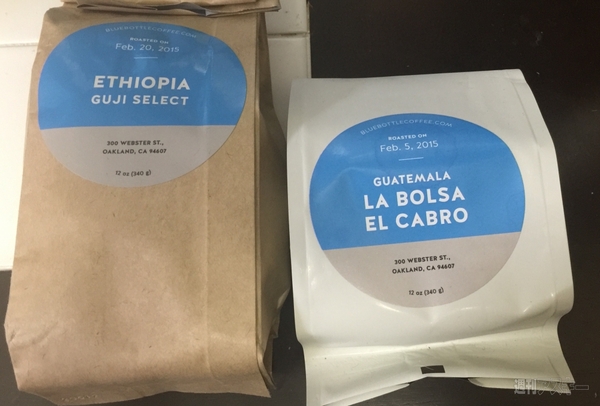 BLUEBOTTLECOFFEE.COM
ROASTED ON
Feb. 20, 2015
ETHIOPIA
GUJI SELECT
300 WEBSTER ST.,
OAKLAND, CA 94607
12 oz (340 g)
BLUEBOTTLECOFFEE.COM
ROASTED ON
Feb. 5, 2015
GUATEMALA
LA BOLSA
EL CABRO
300 WEBSTER ST.,
OAKLAND, CA 94607
12 oz (340 g)